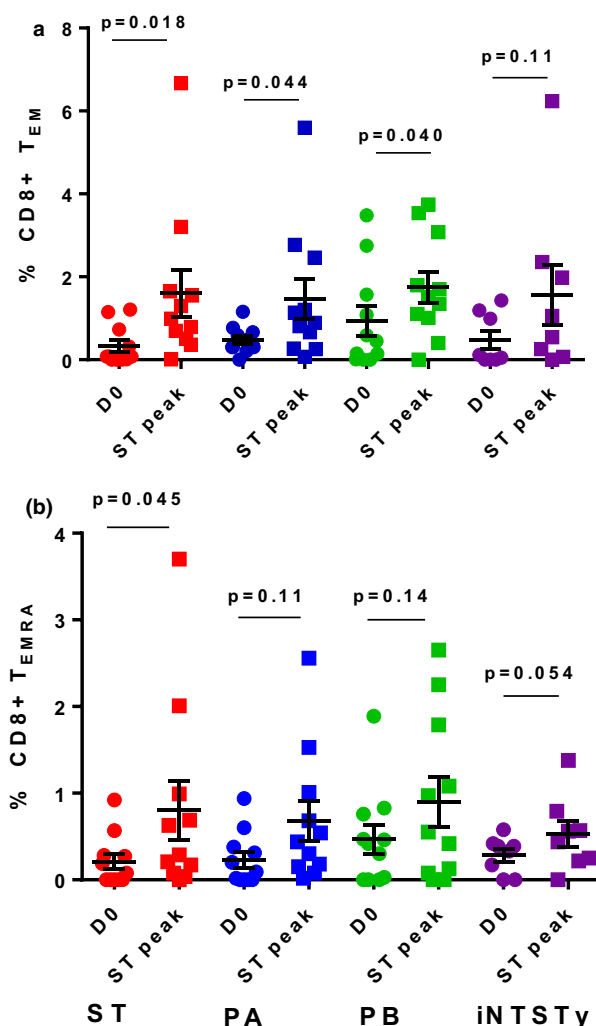 a
p=0.018
p=0.044
p=0.040
p=0.11
% CD8+ TEM
8
6
4
2
0
D0
ST peak
D0
ST peak
D0
ST peak
D0
ST peak
(b)
p=0.045
p=0.11
p=0.14
p=0.054
% CD8+ TEMRA
4
3
2
1
0
D0
ST peak
D0
ST peak
D0
ST peak
D0
ST peak
ST PA PB iNTSTy